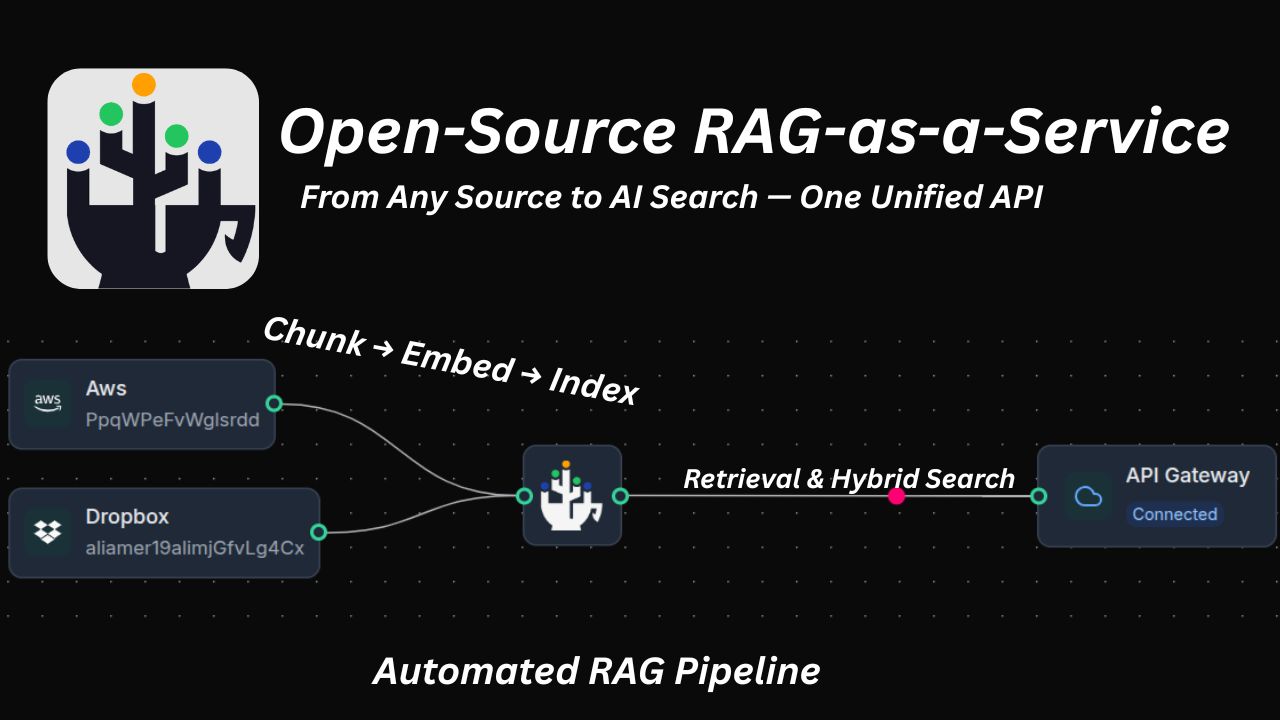 Open-Source RAG-as-a-Service
From Any Source to AI Search — One Unified API
Chunk → Embed → Index
aws
Aws
PpqWPeFvWglsrdd
Dropbox
aliamer19alimjGfvLg4Cx
Retrieval & Hybrid Search
API Gateway
Connected
Automated RAG Pipeline